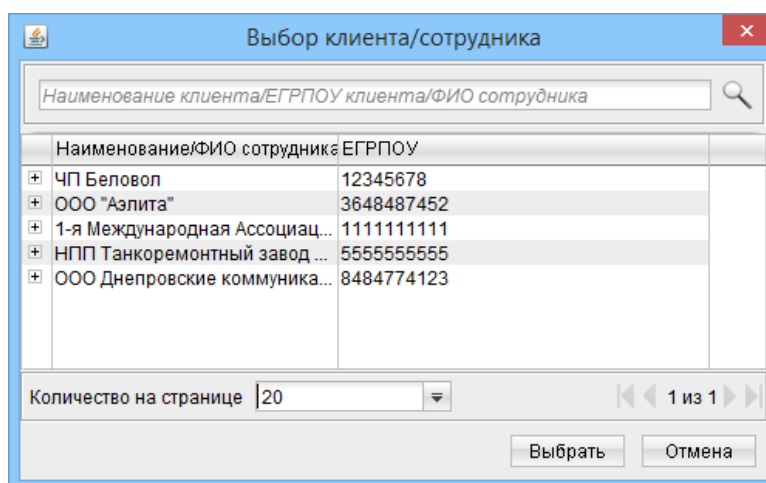 Выбор клиента/сотрудника
Наименование клиента/ЕГРПОУ клиента/ФИО сотрудника
Наименование/ФИО сотрудника ЕГРПОУ
ЧП Беловол 12345678
ООО "Аэлита" 3648487452
1-я Международная Ассоциац... 1111111111
НПП Танкоремонтный завод ... 5555555555
ООО Днепровские коммуника... 8484774123
Количество на странице 20 1 из 1
Выбрать Отмена